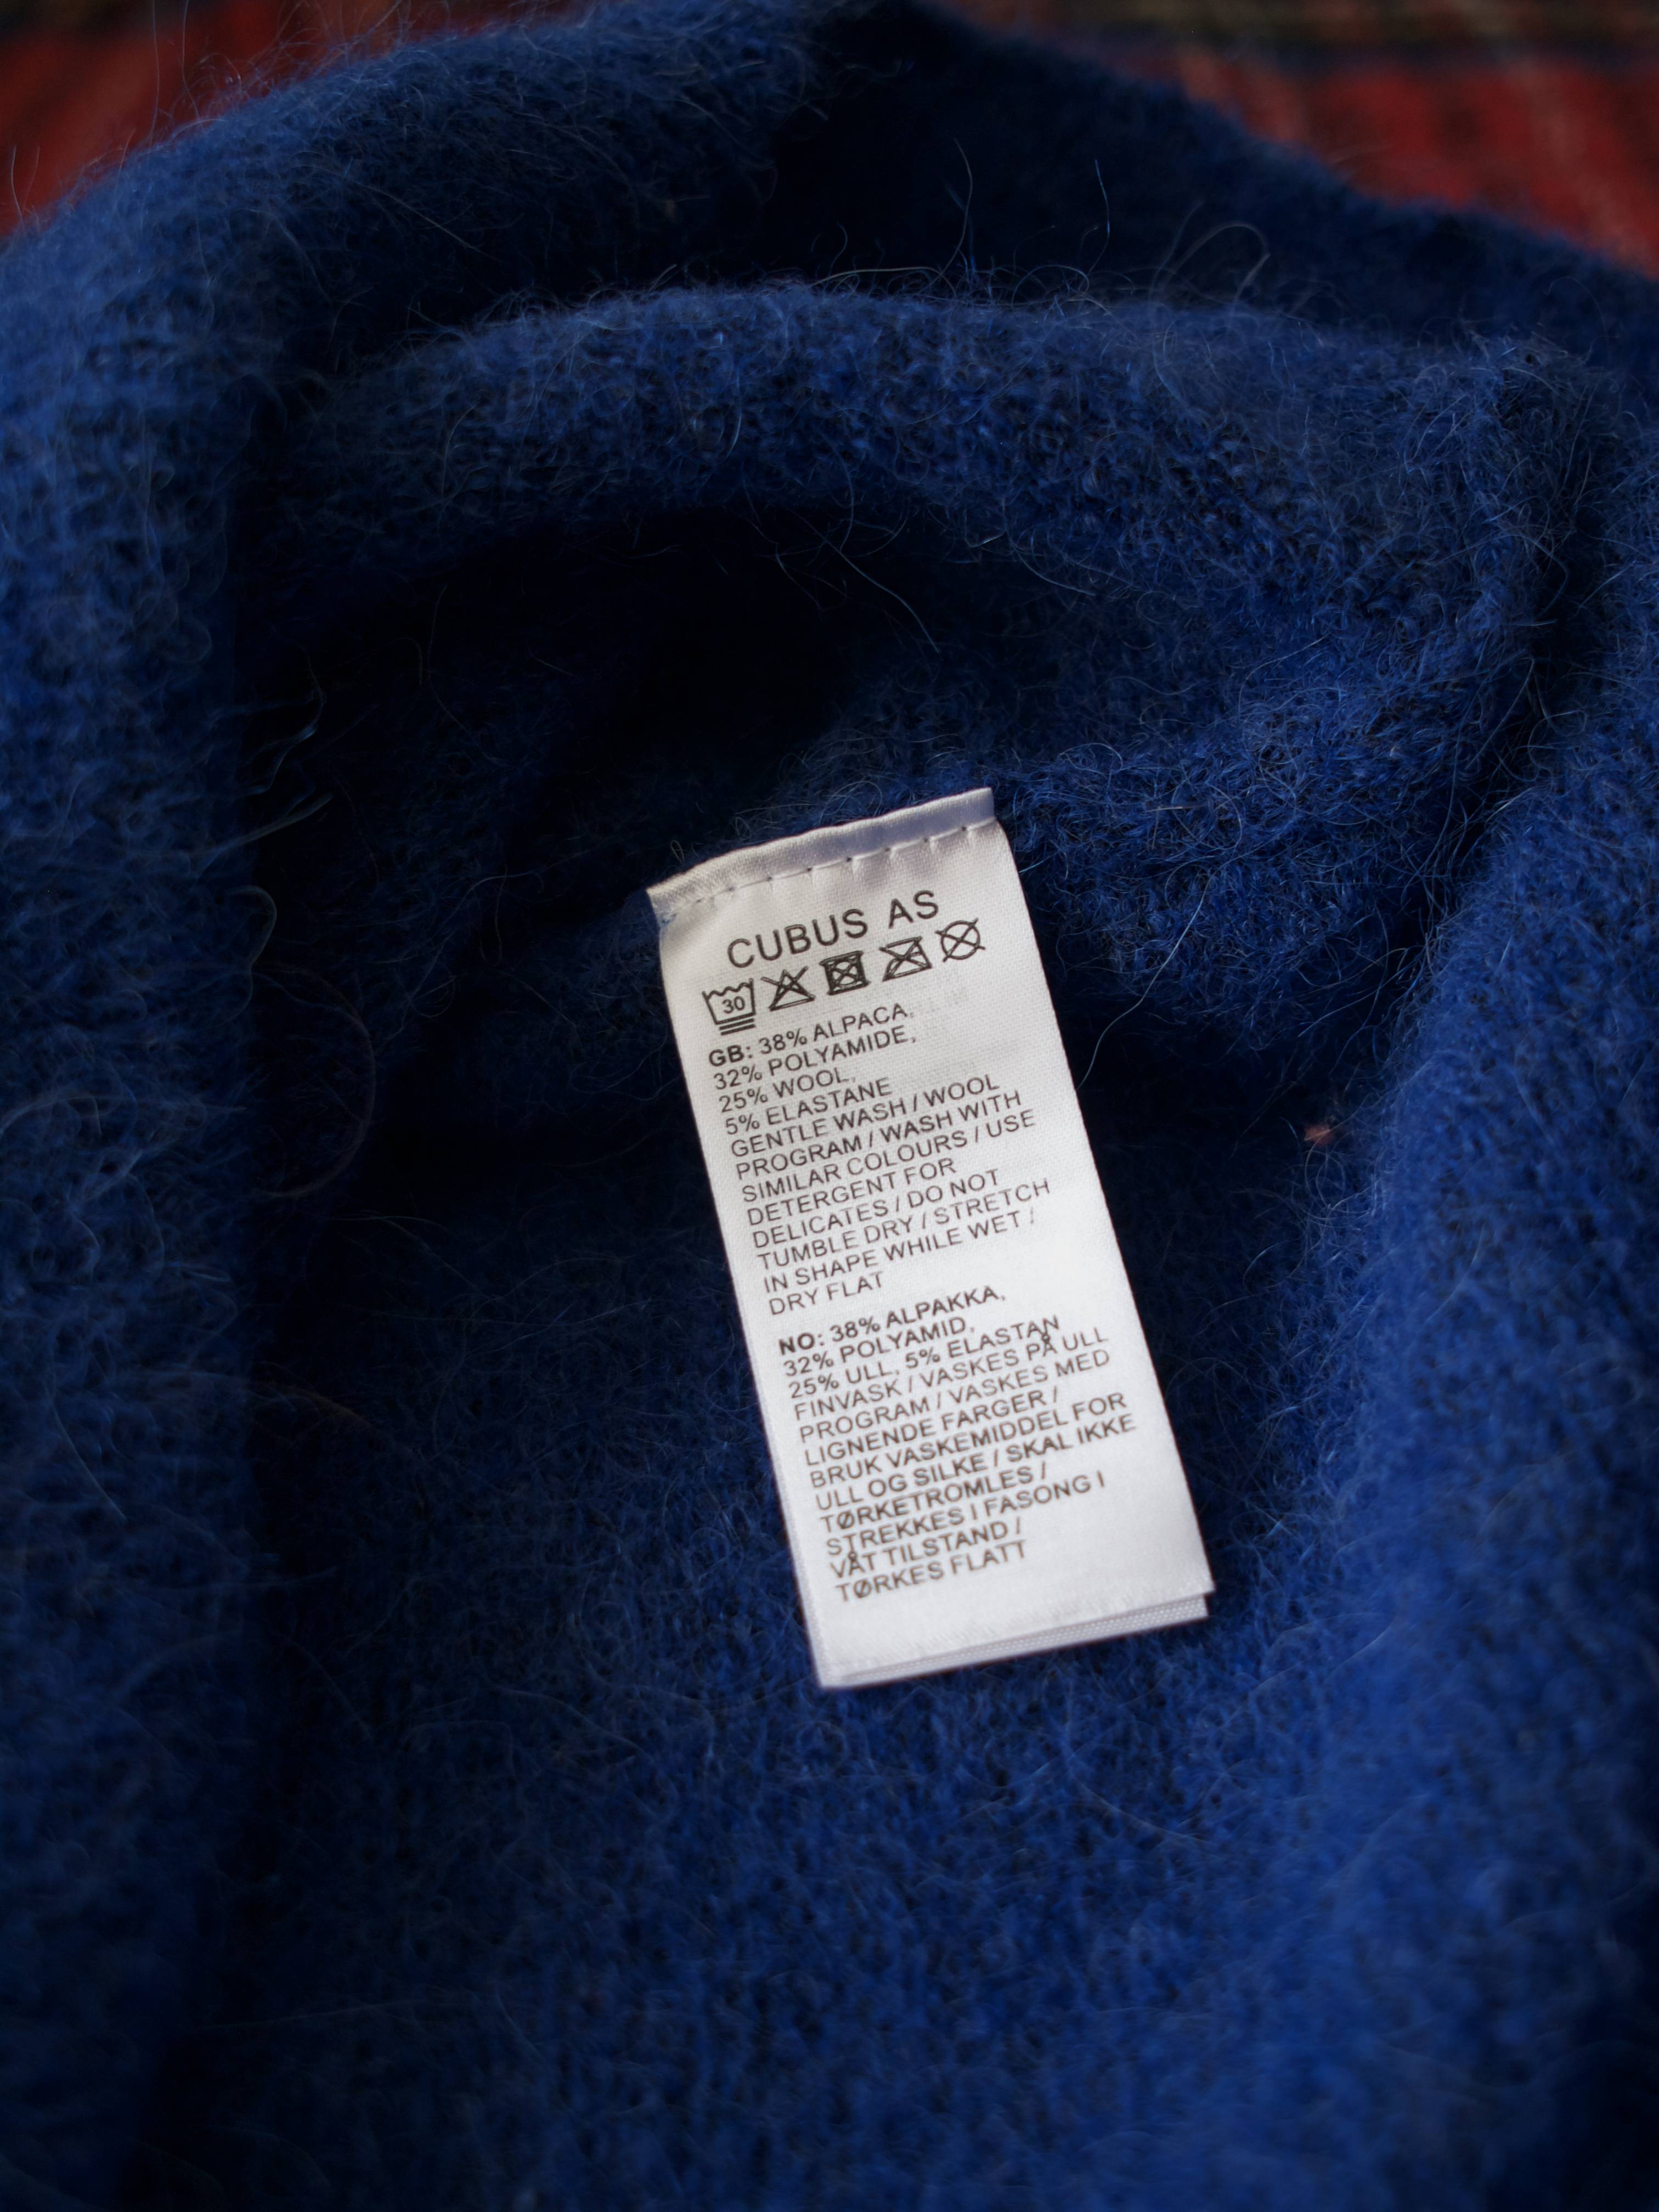 CUBUS AS
30
GB: 38% ALPACA,
32% POLYAMIDE,
25% WOOL,
5% ELASTANE
GENTLE WASH / WOOL
PROGRAM / WASH WITH
SIMILAR COLOURS / USE
DETERGENT FOR
DELICATES / DO NOT
TUMBLE DRY / STRETCH
IN SHAPE WHILE WET /
DRY FLAT
NO: 38% ALPAKKA,
32% POLYAMID,
25% ULL, 5% ELASTAN
FINVASK / VASKES PÅ ULL
PROGRAM / VASKES MED
LIGNENDE FARGER /
BRUK VASKEMIDDEL FOR
ULL OG SILKE / SKAL IKKE
TØRKETROMLES /
STREKKES I FASONG I
VÅT TILSTAND /
TØRKES FLATT